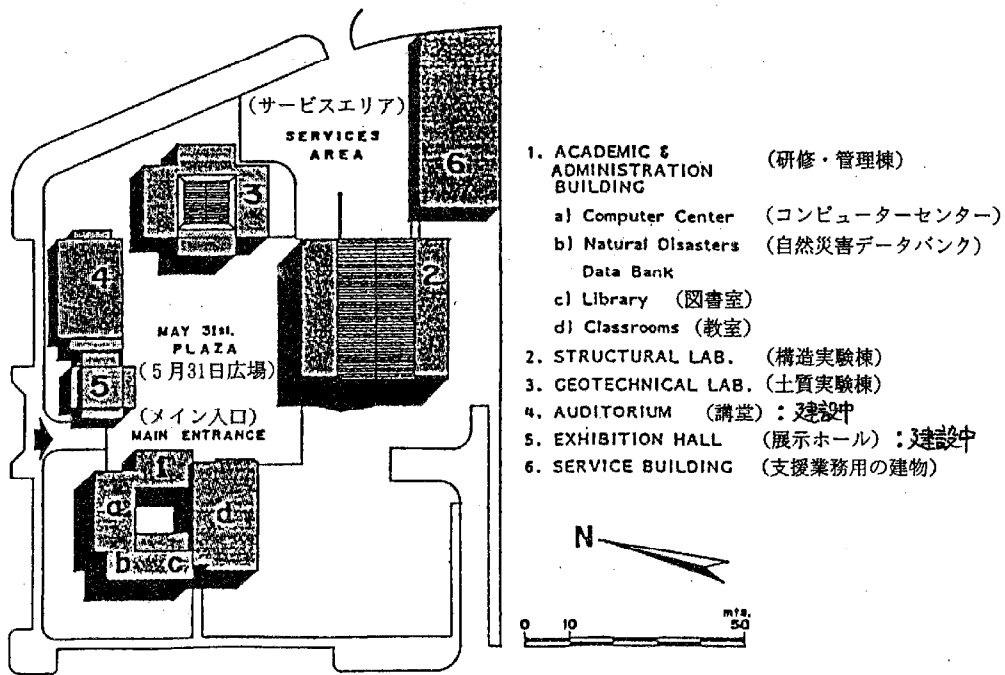 (サービスエリア)
SERVICES
AREA
6
3
4
2
MAY 31st.
PLAZA
(5月31日広場)
5
(メイン入口)
MAIN ENTRANCE
1
a
d
b c
1. ACADEMIC & (研修・管理棟)
ADMINISTRATION
BUILDING
a) Computer Center (コンピューターセンター)
b) Natural Disasters (自然災害データバンク)
Data Bank
c) Library (図書室)
d) Classrooms (教室)
2. STRUCTURAL LAB. (構造実験棟)
3. GEOTECHNICAL LAB. (土質実験棟)
4. AUDITORIUM (講堂) : 建設中
5. EXHIBITION HALL (展示ホール) : 建設中
6. SERVICE BUILDING (支援業務用の建物)
N
mts.
0 10 50